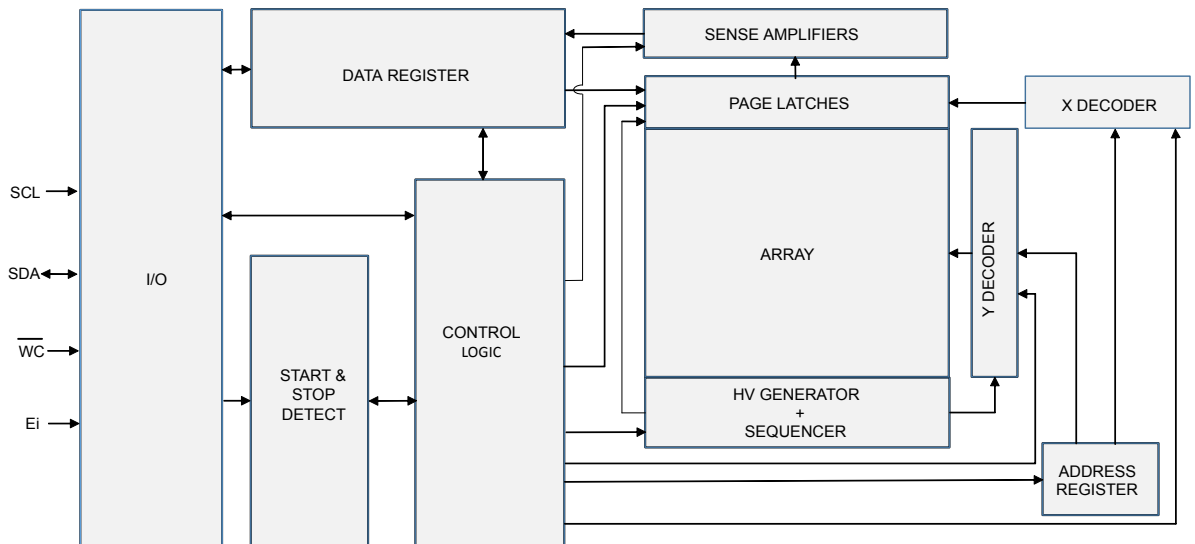 SENSE AMPLIFIERS
DATA REGISTER
PAGE LATCHES
X DECODER
SCL
SDA
I/O
ARRAY
Y DECODER
WC
CONTROL
LOGIC
START &
STOP
DETECT
HV GENERATOR
+
SEQUENCER
Ei
ADDRESS
REGISTER